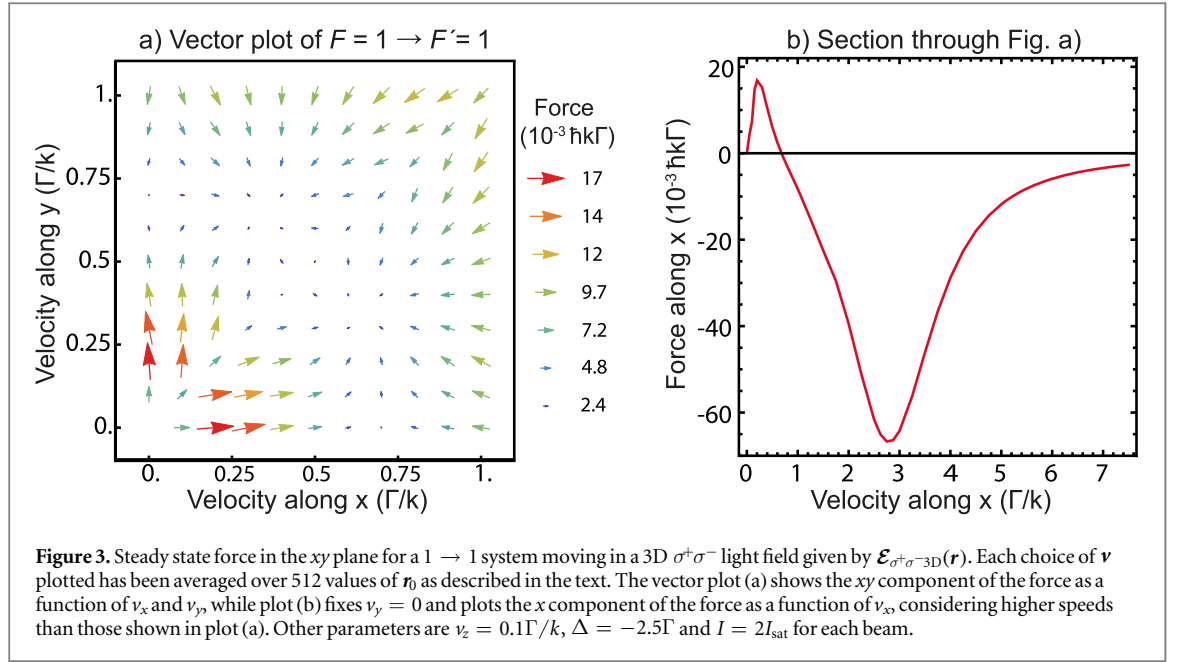 a) Vector plot of F = 1 → F´= 1
b) Section through Fig. a)
Velocity along y (Γ/k)
1.
0.75
0.5
0.25
0.
0.
0.25
0.5
0.75
1.
Velocity along x (Γ/k)
Force
(10⁻³ ħkΓ)
17
14
12
9.7
7.2
4.8
2.4
Force along x (10⁻³ ħkΓ)
20
0
-20
-40
-60
0
1
2
3
4
5
6
7
Velocity along x (Γ/k)
Figure 3. Steady state force in the xy plane for a 1 → 1 system moving in a 3D σ⁺σ⁻ light field given by 𝓔σ⁺σ⁻3D(r). Each choice of v
plotted has been averaged over 512 values of r₀ as described in the text. The vector plot (a) shows the xy component of the force as a
function of vₓ and v_y, while plot (b) fixes v_y = 0 and plots the x component of the force as a function of vₓ, considering higher speeds
than those shown in plot (a). Other parameters are v_z = 0.1Γ/k, Δ = −2.5Γ and I = 2I_sat for each beam.